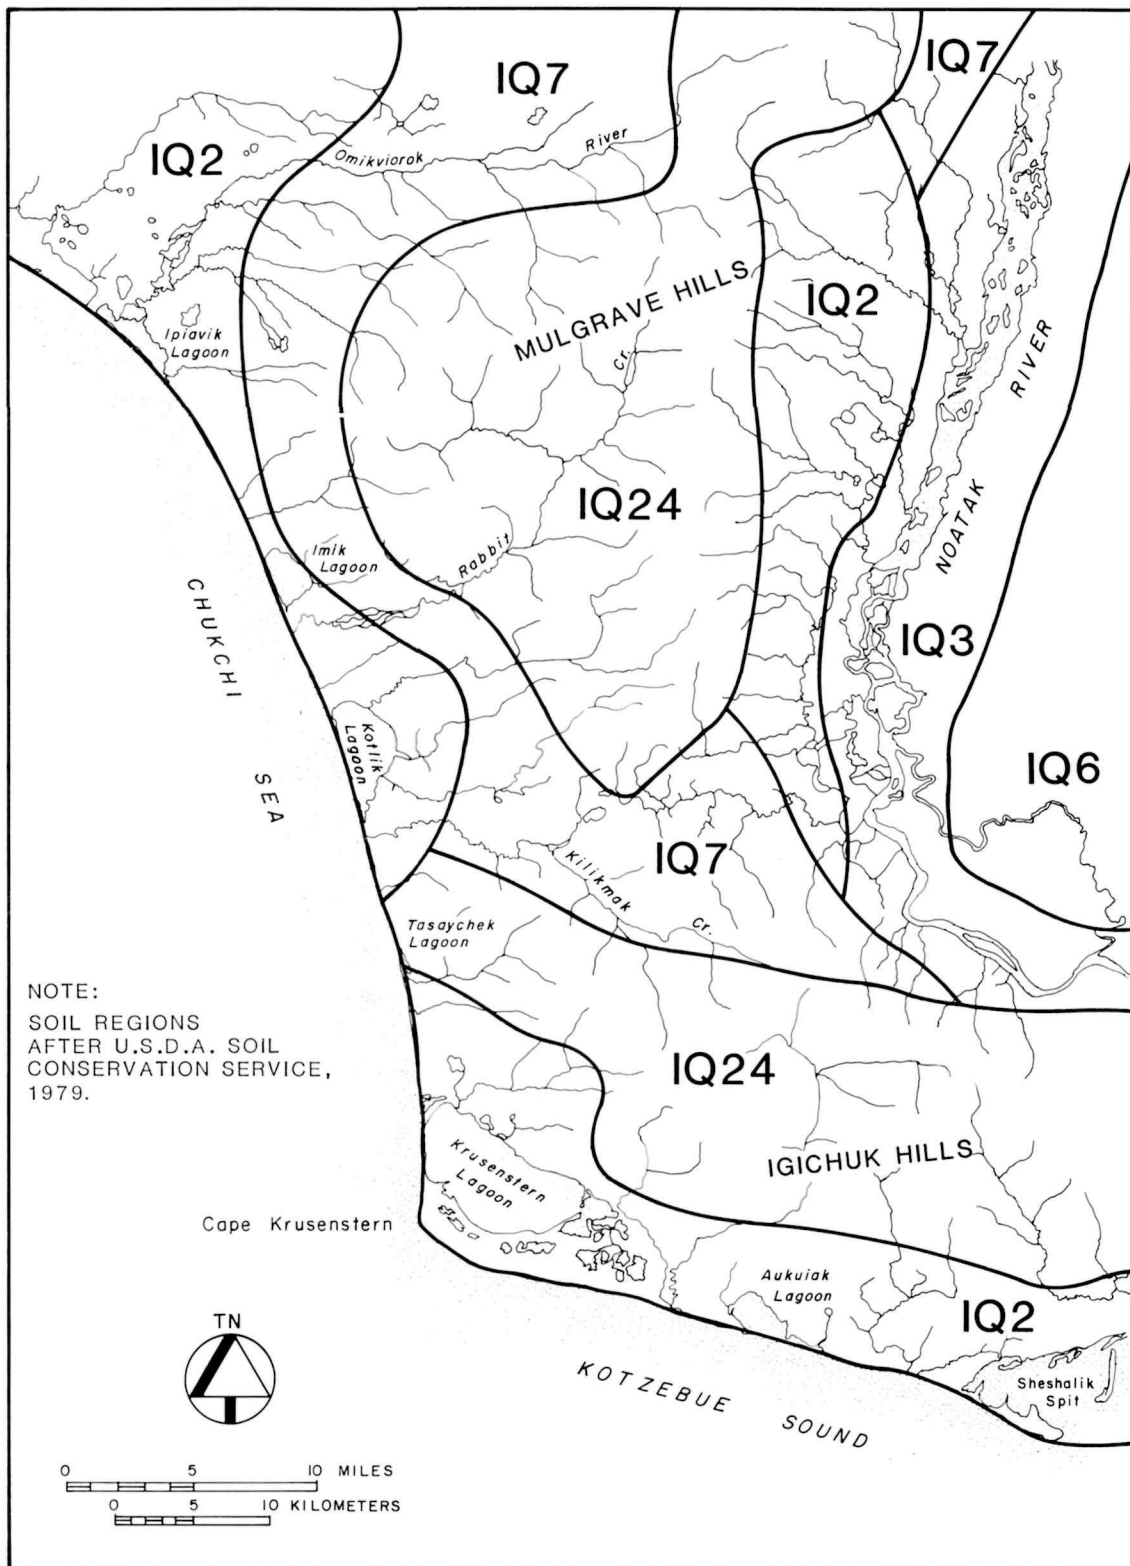 IQ7
IQ7
IQ2
Omikviorok
River
MULGRAVE HILLS
IQ2
Ipiavik
Lagoon
Cr.
RIVER
NOATAK
IQ24
Rabbit
Imik
Lagoon
CHUKCHI
SEA
IQ3
Kotlik
Lagoon
IQ6
IQ7
Kilikmak
Cr.
Tasaychek
Lagoon
NOTE:
SOIL REGIONS
AFTER U.S.D.A. SOIL
CONSERVATION SERVICE,
1979.
IQ24
IGICHUK HILLS
Krusenstern
Lagoon
Cape Krusenstern
Aukuiak
Lagoon
IQ2
Sheshalik
Spit
TN
KOTZEBUE SOUND
0 5 10 MILES
0 5 10 KILOMETERS